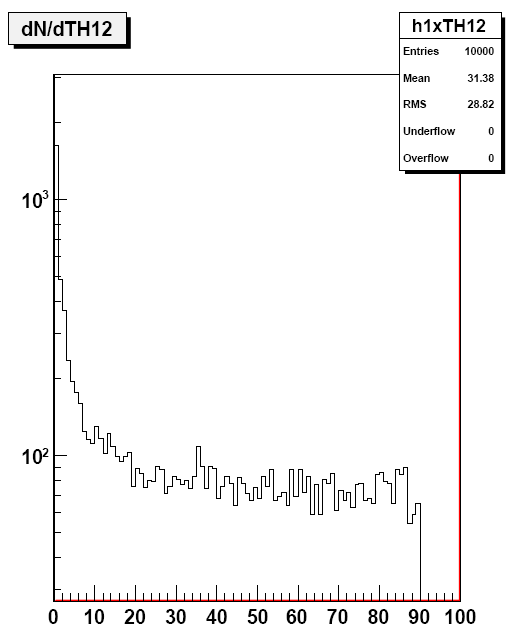 dN/dTH12
h1xTH12
Entries 10000
Mean 31.38
RMS 28.82
Underflow 0
Overflow 0
10³
10²
0 10 20 30 40 50 60 70 80 90 100